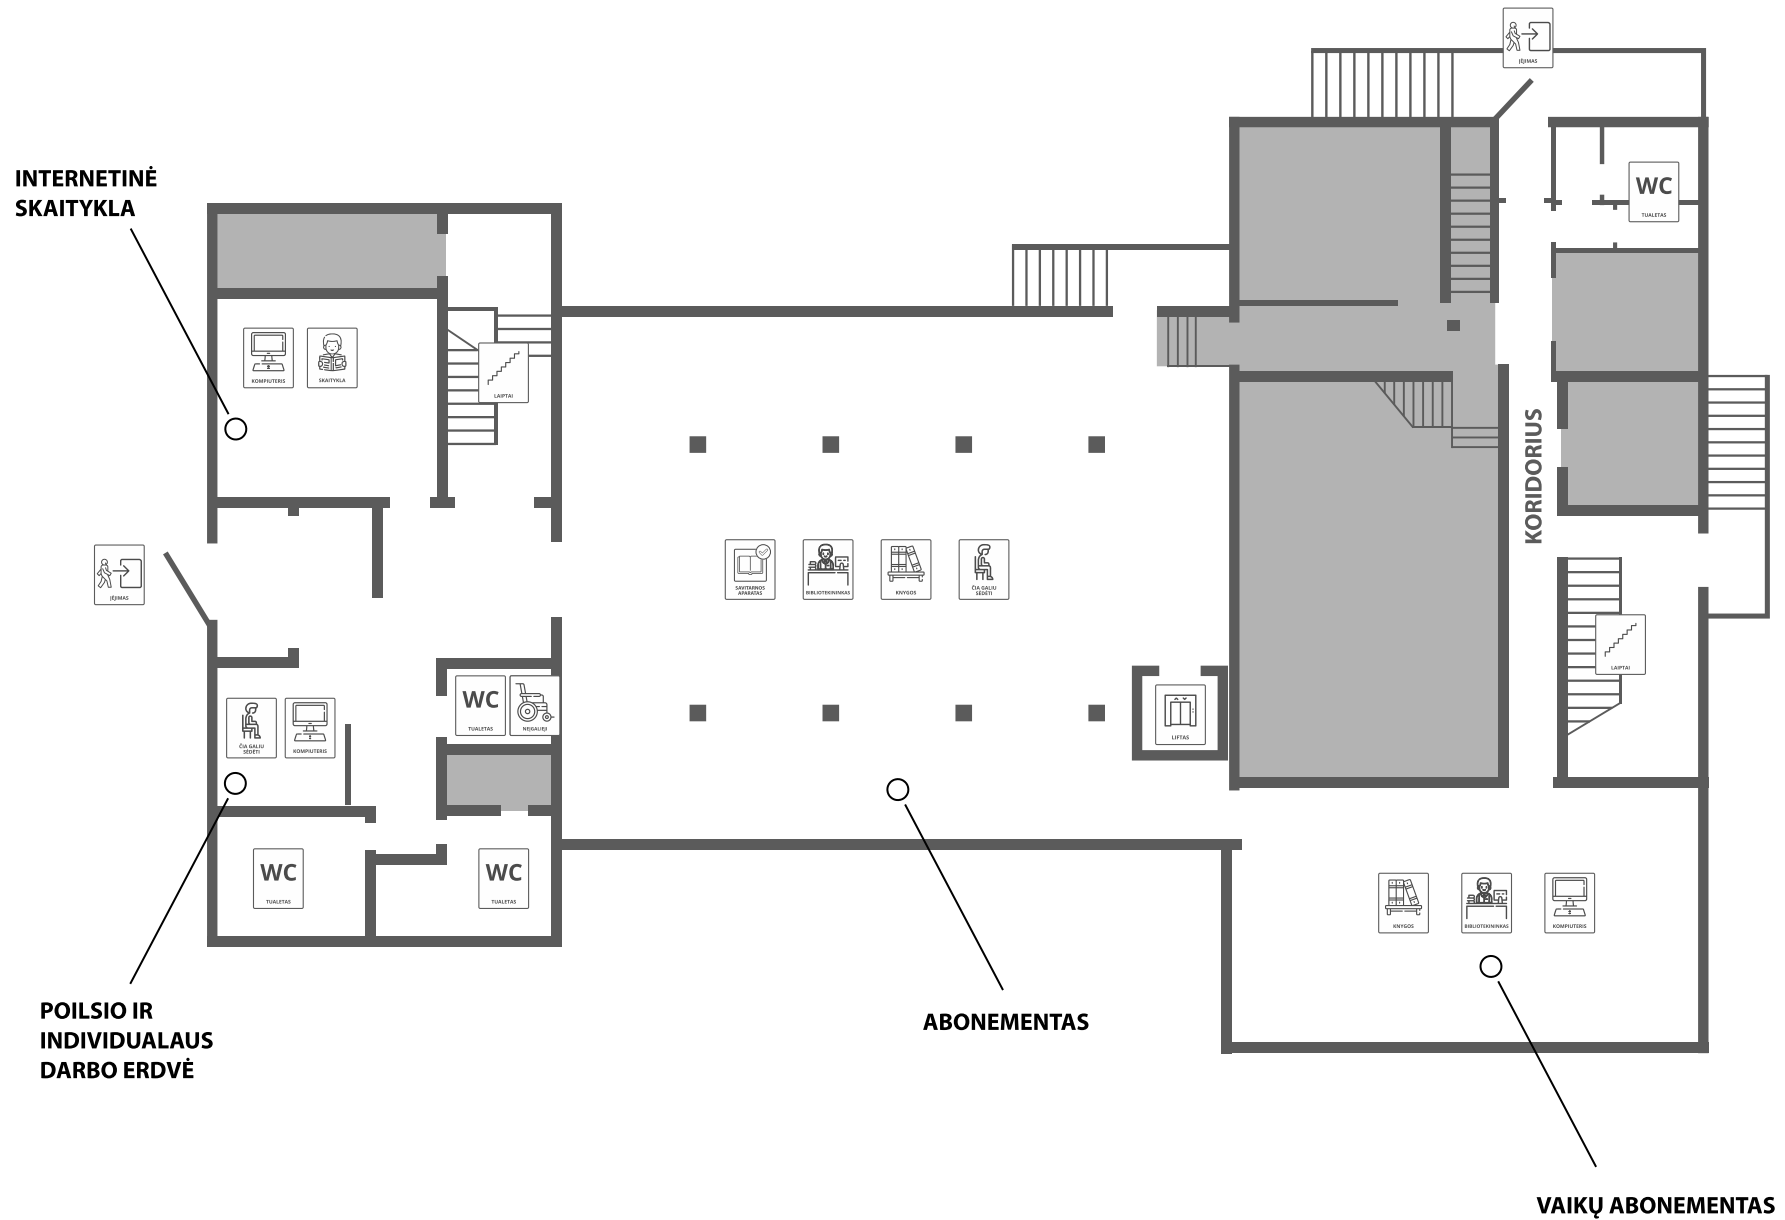 JĖJIMAS
INTERNETINĖ
SKAITYKLA
WC
TUALETAS
KOMPIUTERIS
SKAITYKLA
LAIPTAI
KORIDORIUS
JĖJIMAS
SAVITARNOS
APARATAS
BIBLIOTEKININKAS
KNYGOS
ČIA GALIU
SĖDĖTI
LAIPTAI
WC
TUALETAS
NEĮGALIEJI
ČIA GALIU
SĖDĖTI
KOMPIUTERIS
LIFTAS
WC
TUALETAS
WC
TUALETAS
KNYGOS
BIBLIOTEKININKAS
KOMPIUTERIS
POILSIO IR
INDIVIDUALAUS
DARBO ERDVĖ
ABONEMENTAS
VAIKŲ ABONEMENTAS